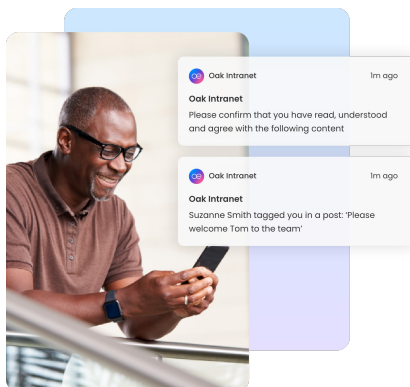 Oak Intranet 1m ago
Oak Intranet
Please confirm that you have read, understood
and agree with the following content
Oak Intranet 1m ago
Oak Intranet
Suzanne Smith tagged you in a post: ‘Please
welcome Tom to the team’